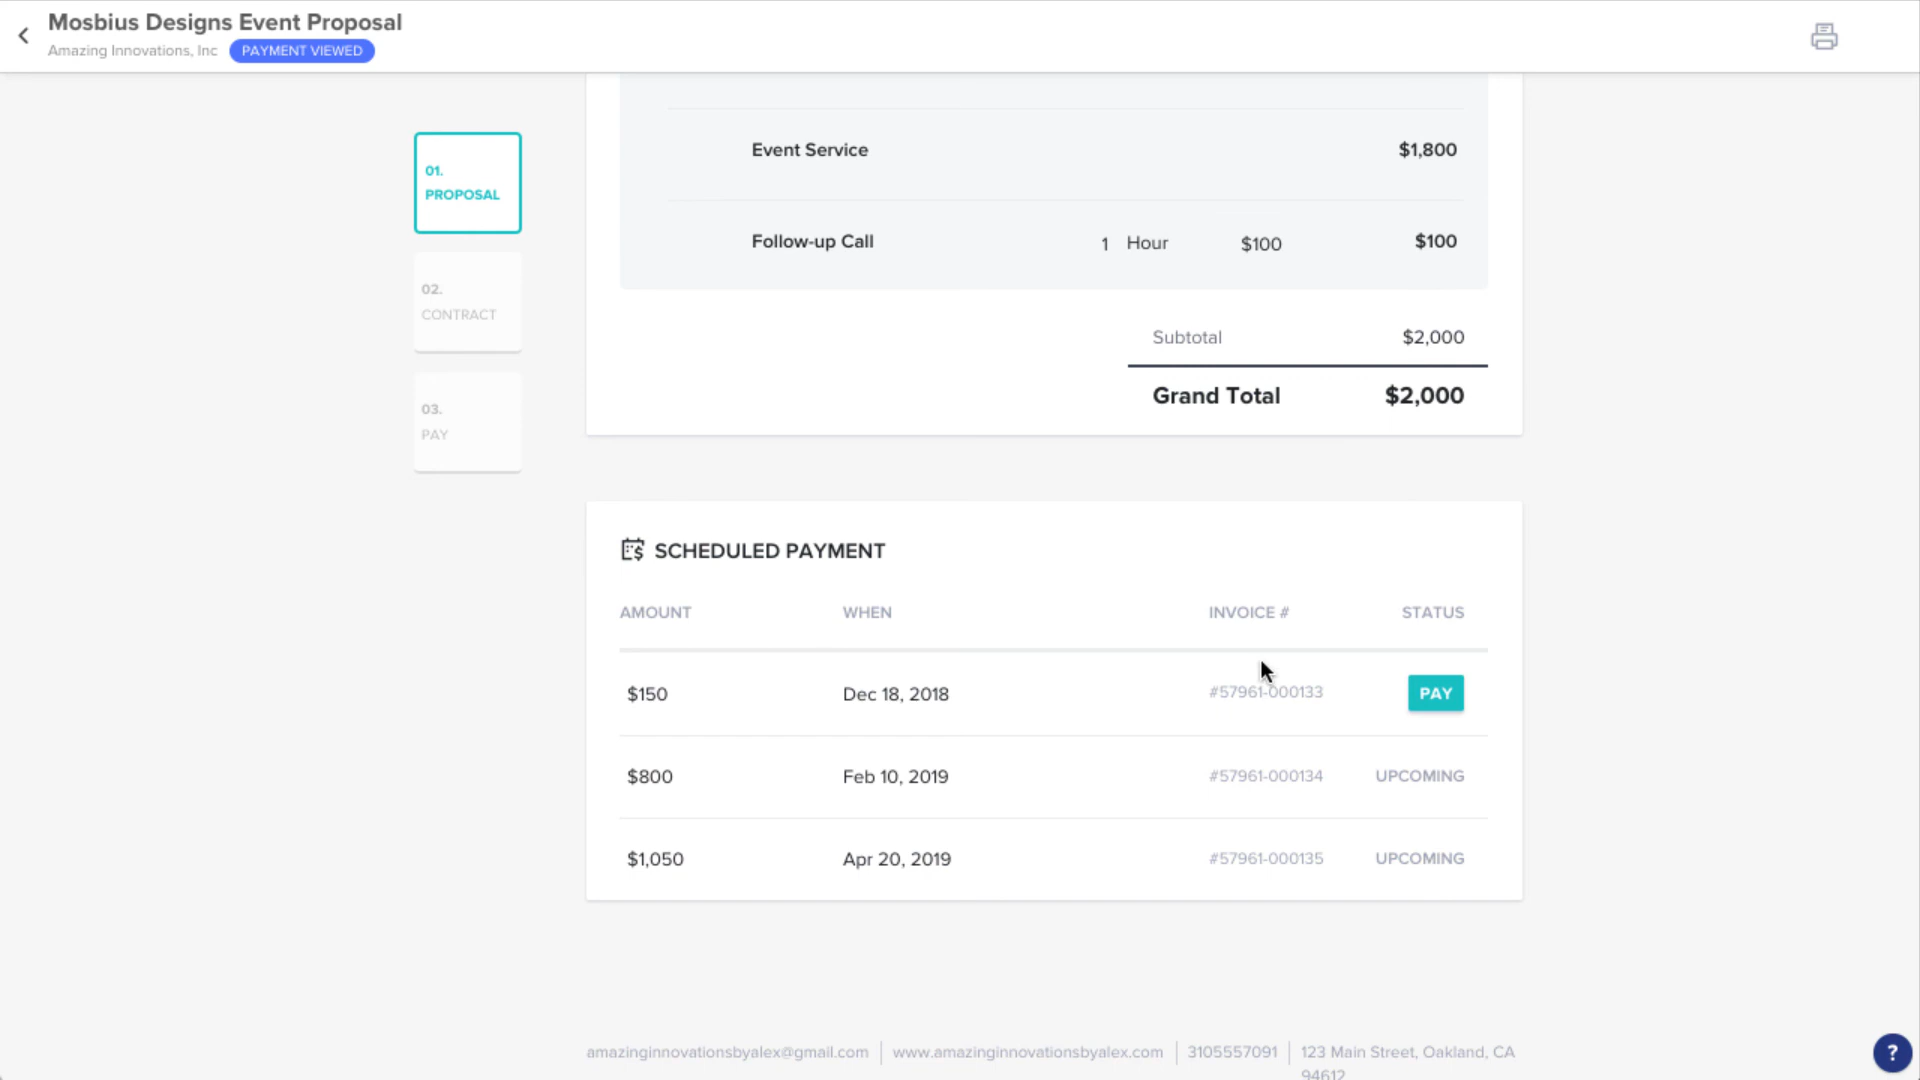 Mosbius Designs Event Proposal
Amazing Innovations, Inc PAYMENT VIEWED
01.
PROPOSAL
02.
CONTRACT
03.
PAY
Event Service $1,800
Follow-up Call 1 Hour $100 $100
Subtotal $2,000
Grand Total $2,000
SCHEDULED PAYMENT
AMOUNT WHEN INVOICE # STATUS
$150 Dec 18, 2018 #57961-000133 PAY
$800 Feb 10, 2019 #57961-000134 UPCOMING
$1,050 Apr 20, 2019 #57961-000135 UPCOMING
amazinginnovationsbyalex@gmail.com www.amazinginnovationsbyalex.com 3105557091 123 Main Street, Oakland, CA
94612
?